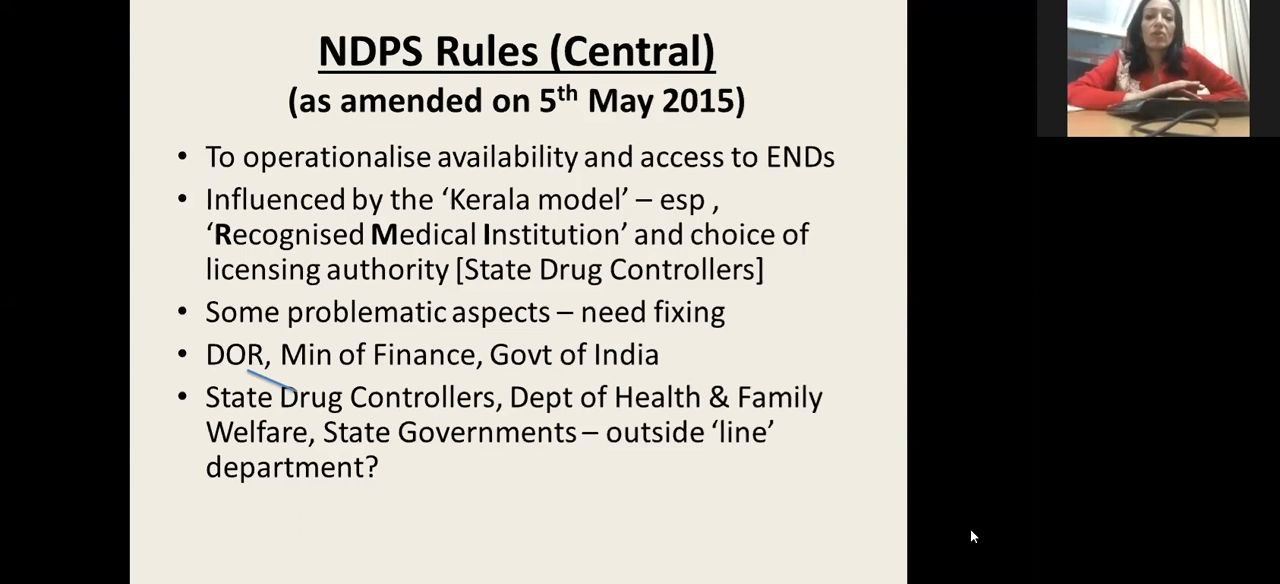 NDPS Rules (Central)
(as amended on 5th May 2015)
• To operationalise availability and access to ENDs
• Influenced by the ‘Kerala model’ – esp ,
‘Recognised Medical Institution’ and choice of
licensing authority [State Drug Controllers]
• Some problematic aspects – need fixing
• DOR, Min of Finance, Govt of India
• State Drug Controllers, Dept of Health & Family
Welfare, State Governments – outside ‘line’
department?